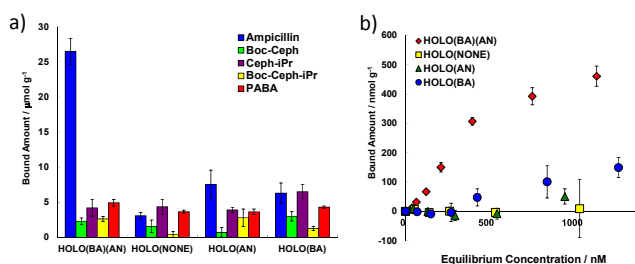 a)
Bound Amount / μmol g-1
30
25
20
15
10
5
0
Ampicillin
Boc-Ceph
Ceph-iPr
Boc-Ceph-iPr
PABA
HOLO(BA)(AN) HOLO(NONE) HOLO(AN) HOLO(BA)
b)
Bound Amount / nmol g-1
600
500
400
300
200
100
0
-100
HOLO(BA)(AN)
HOLO(NONE)
HOLO(AN)
HOLO(BA)
0 500 1000
Equilibrium Concentration / nM